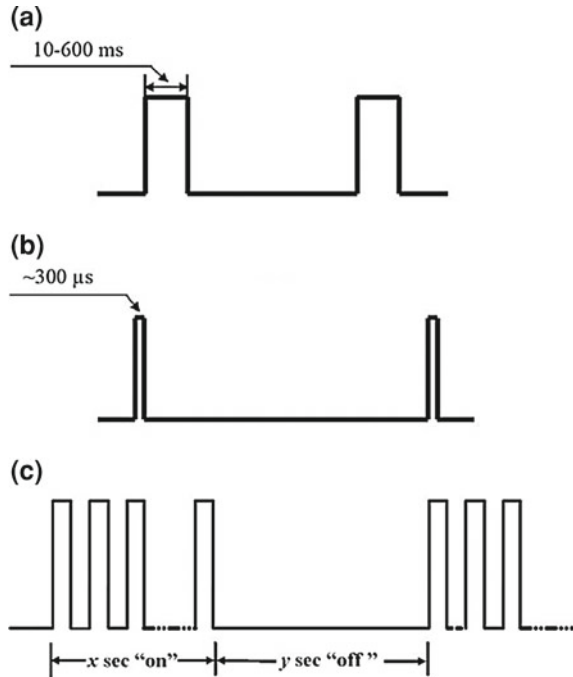 (a)
10-600 ms
(b)
~300 µs
(c)
x sec “on”
y sec “off ”